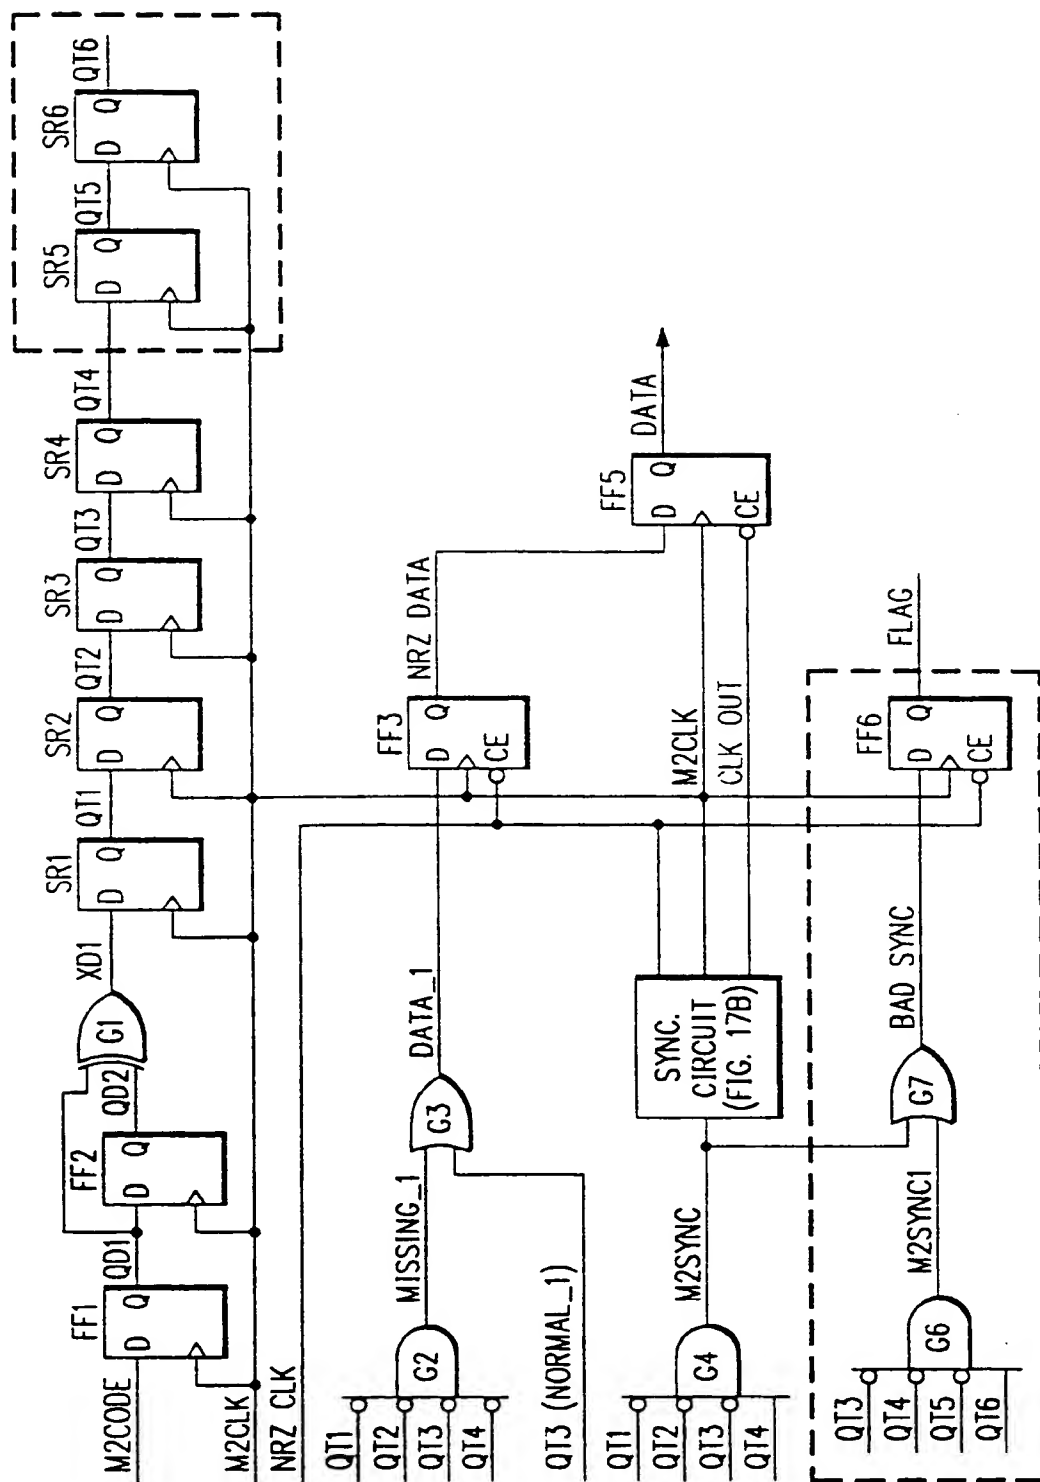 M2CODE
FF1
D
Q
QD1
FF2
D
Q
QD2
G1
XD1
SR1
D
Q
QT1
SR2
D
Q
QT2
SR3
D
Q
QT3
SR4
D
Q
QT4
SR5
D
Q
QT5
SR6
D
Q
QT6
M2CLK
NRZ CLK
QT1
QT2
QT3
QT4
G2
MISSING_1
QT3 (NORMAL_1)
G3
DATA_1
FF3
D
Q
CE
NRZ DATA
FF5
D
Q
CE
DATA
QT1
QT2
QT3
QT4
G4
M2SYNC
SYNC.
CIRCUIT
(FIG. 17B)
M2CLK
CLK OUT
QT3
QT4
QT5
QT6
G6
M2SYNC1
G7
BAD SYNC
FF6
D
Q
CE
FLAG